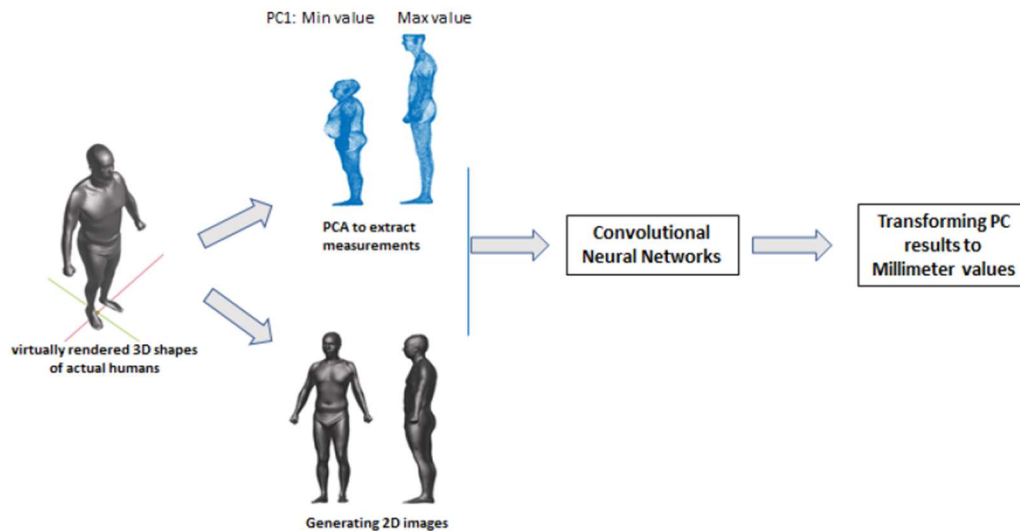 PC1: Min value Max value
PCA to extract
measurements
virtually rendered 3D shapes
of actual humans
Generating 2D images
Convolutional
Neural Networks
Transforming PC
results to
Millimeter values